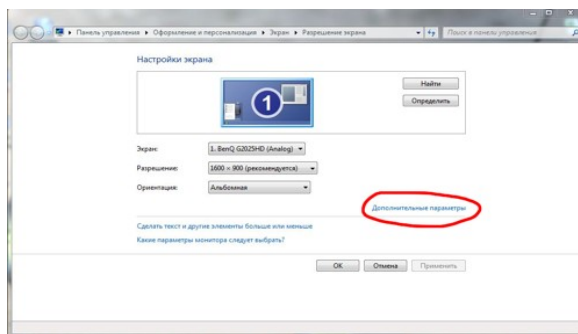 Панель управления ▸ Оформление и персонализация ▸ Экран ▸ Разрешение экрана
Поиск в панели управления
Настройки экрана
1
Найти
Определить
Экран: 1. BenQ G2025HD (Analog)
Разрешение: 1600 × 900 (рекомендуется)
Ориентация: Альбомная
Дополнительные параметры
Сделать текст и другие элементы больше или меньше
Какие параметры монитора следует выбрать?
ОК Отмена Применить